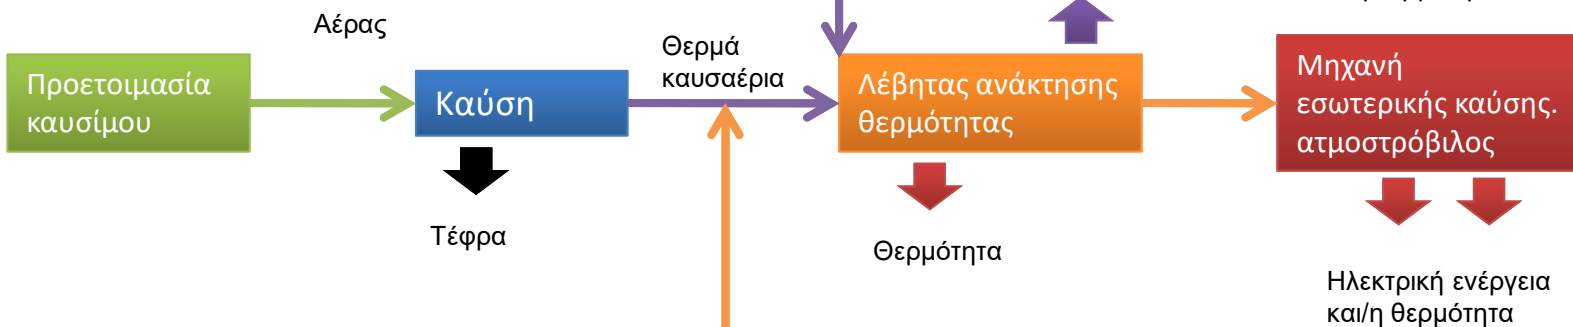 Αέρας
Προετοιμασία
καυσίμου
Καύση
Θερμά
καυσαέρια
Λέβητας ανάκτησης
θερμότητας
Μηχανή
εσωτερικής καύσης.
ατμοστρόβιλος
Τέφρα
Θερμότητα
Ηλεκτρική ενέργεια
και/η θερμότητα